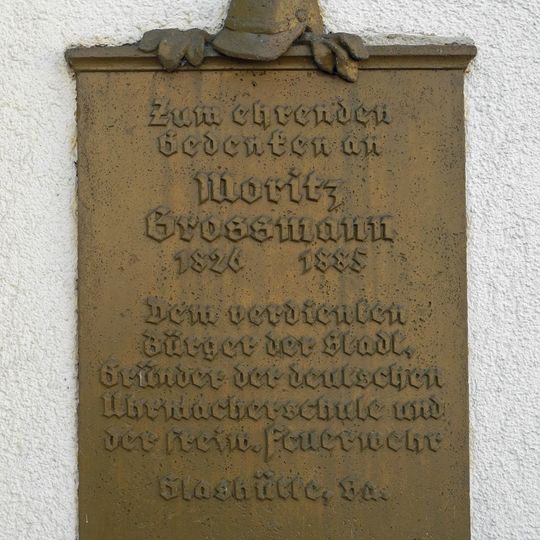 Zum ehrenden
Gedenken an
Moritz
Grossmann
1826 1885
Dem verdienten
Bürger der Stadt,
Gründer der deutschen
Uhrmacherschule und
der freiw. Feuerwehr
Glashütte, Sa.